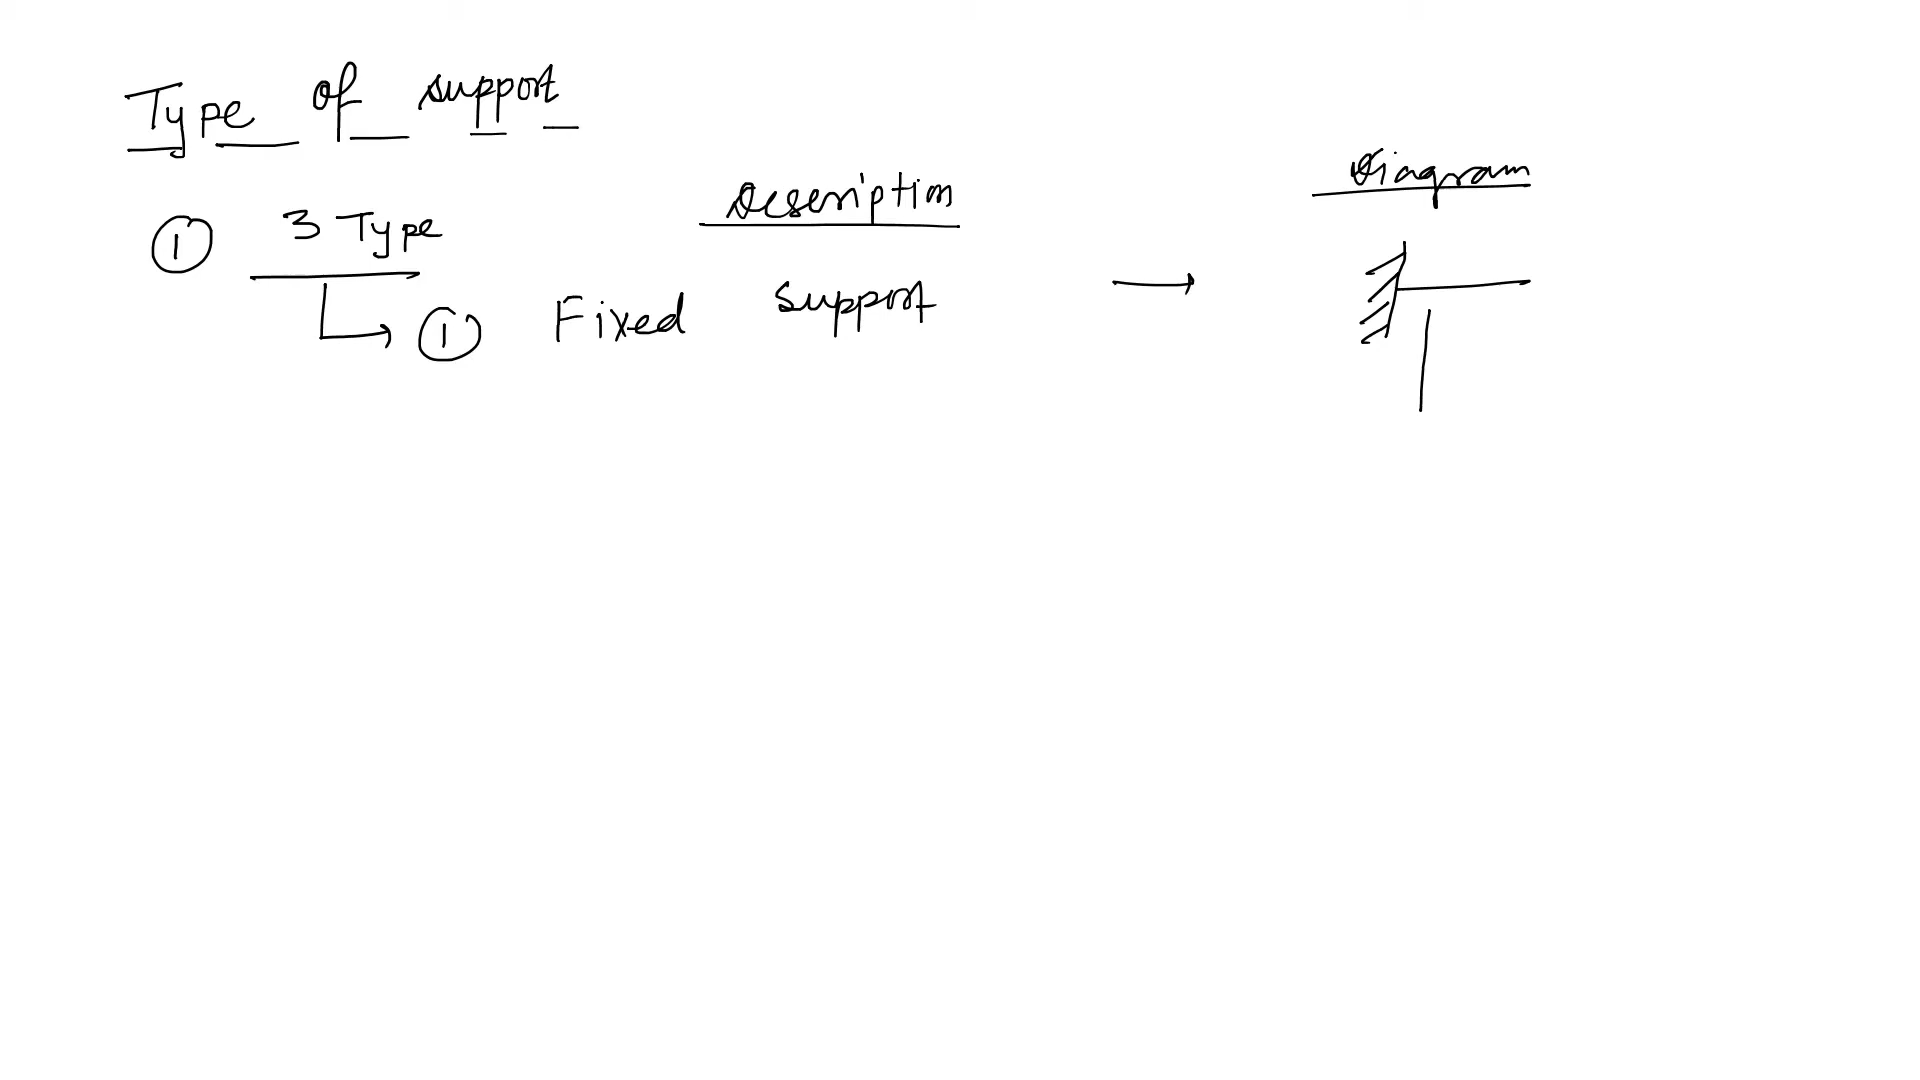 Type of support
Description
Diagram
① 3 Type
① Fixed support